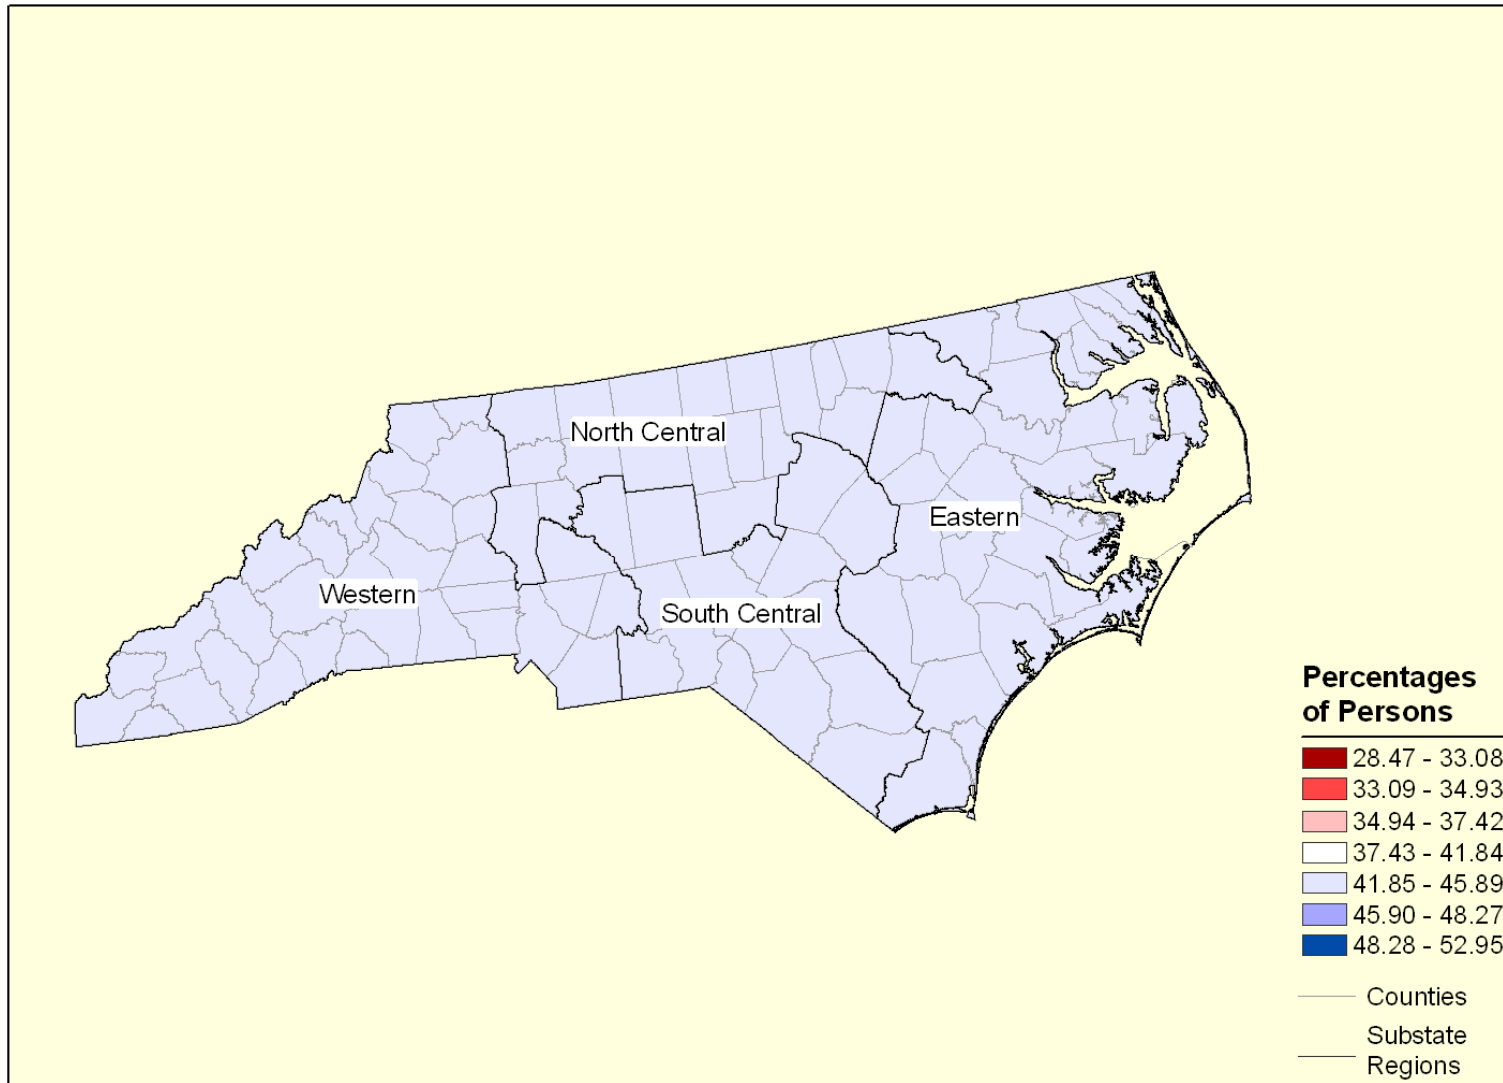 North Central
Eastern
Western
South Central
Percentages
of Persons
28.47 - 33.08
33.09 - 34.93
34.94 - 37.42
37.43 - 41.84
41.85 - 45.89
45.90 - 48.27
48.28 - 52.95
Counties
Substate
Regions